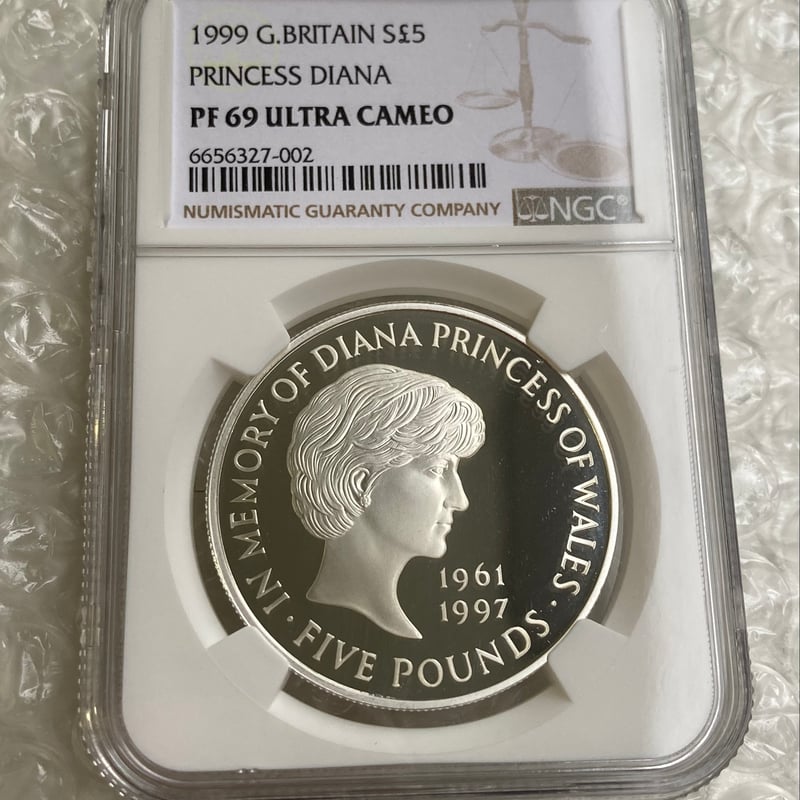 1999 G.BRITAIN S£5
PRINCESS DIANA
PF 69 ULTRA CAMEO
6656327-002
NUMISMATIC GUARANTY COMPANY
NGC®
IN MEMORY OF DIANA PRINCESS OF WALES
1961
1997
· FIVE POUNDS ·